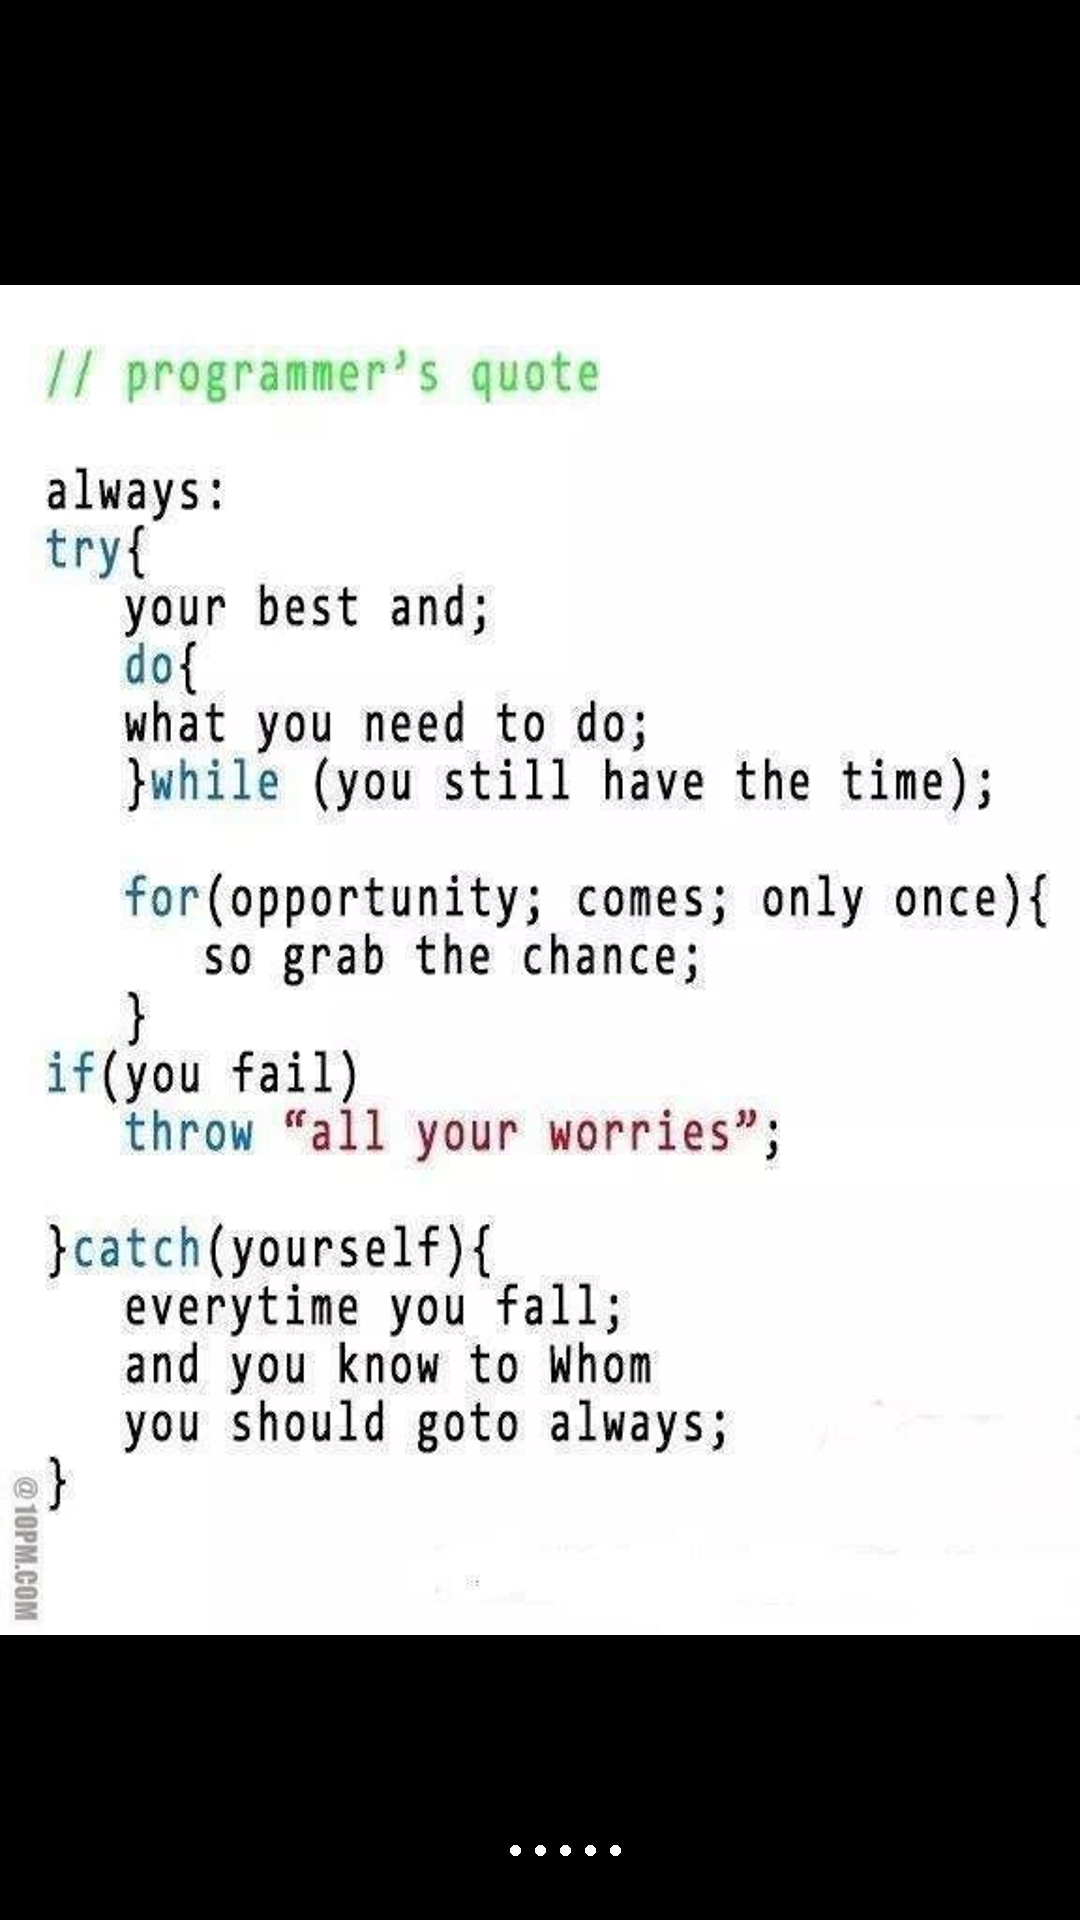 // programmer’s quote
always:
try{
your best and;
do{
what you need to do;
}while (you still have the time);
for(opportunity; comes; only once){
so grab the chance;
}
if(you fail)
throw “all your worries”;
}catch(yourself){
everytime you fall;
and you know to Whom
you should goto always;
}
@10PM.COM